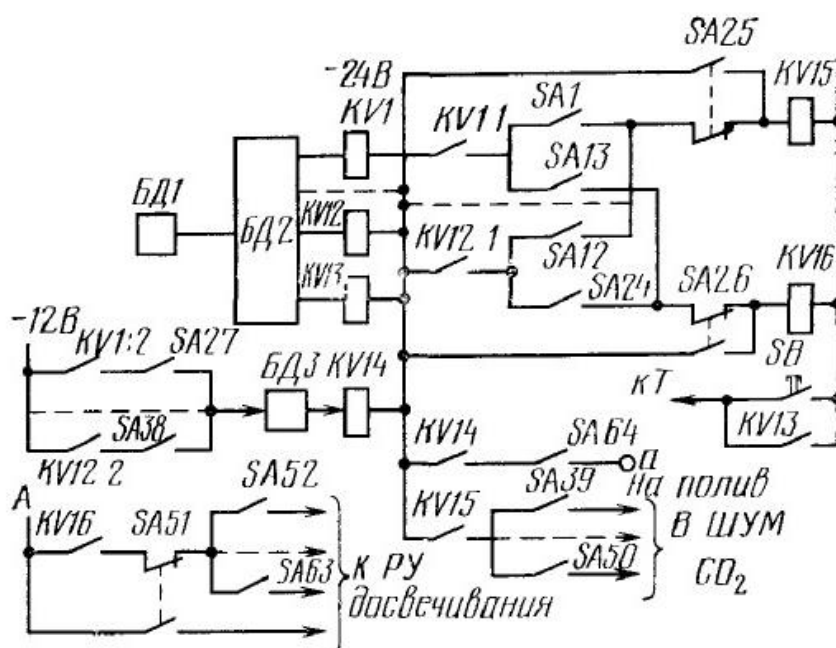 SA25
-24В
KV15
KV1
KV1 1
SA1
SA13
БД1
БД2
KV12
KV12 1
SA12
KV13
SA24
SA26
KV16
-12В
KV1:2
SA27
БД3
KV14
SB
кТ
KV13
SA38
KV12 2
KV14
SA64
а
На полив
А
SA52
KV15
SA39
KV16
SA51
В ШУМ
SA63
К РУ
SA50
CO₂
досвечивания